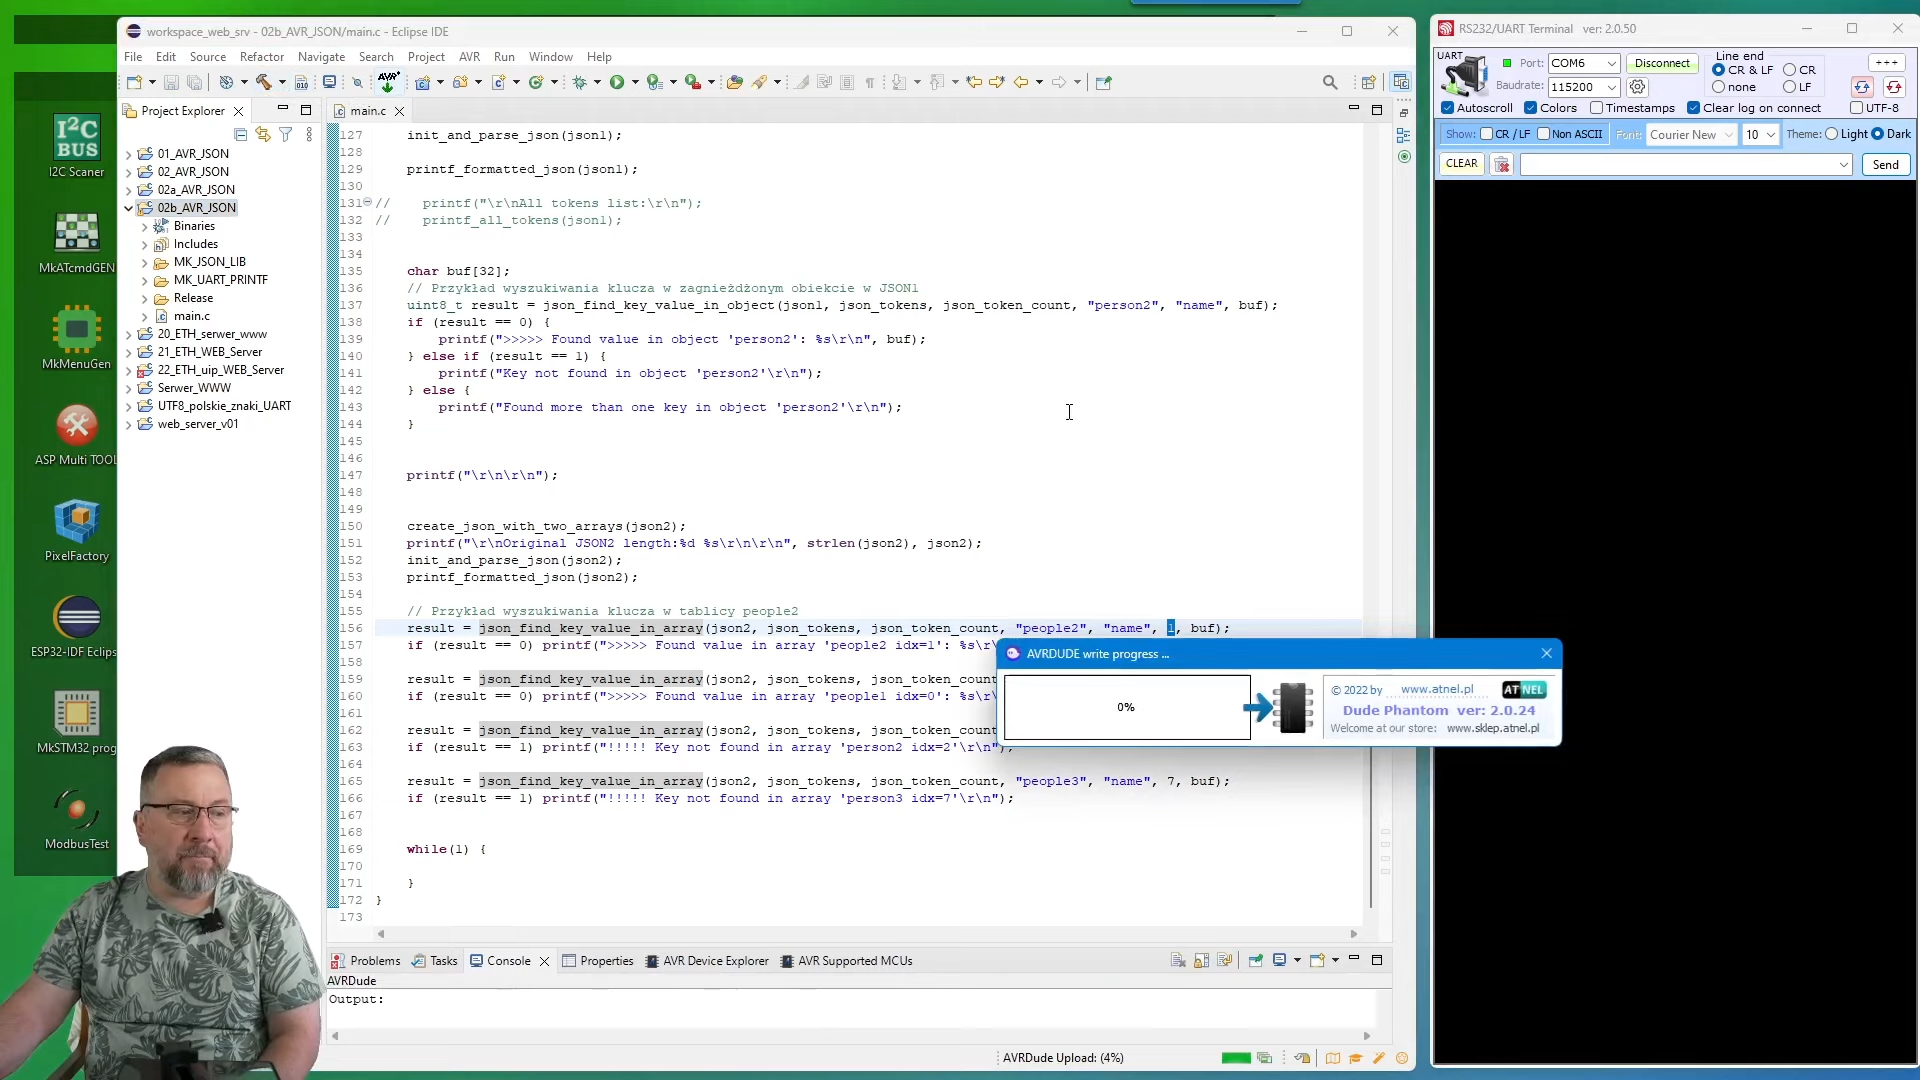 I2C BUS
I2C Scaner
MkATcmdGEN
MkMenuGen
ASP Multi TOOL
PixelFactory
ESP32-IDF Eclips
MkSTM32 prog
ModbusTest
workspace_web_srv - 02b_AVR_JSON/main.c - Eclipse IDE
File Edit Source Refactor Navigate Search Project AVR Run Window Help
AVR
Project Explorer
01_AVR_JSON
02_AVR_JSON
02a_AVR_JSON
02b_AVR_JSON
Binaries
Includes
MK_JSON_LIB
MK_UART_PRINTF
Release
main.c
20_ETH_serwer_www
21_ETH_WEB_Server
22_ETH_uip_WEB_Server
Serwer_WWW
UTF8_polskie_znaki_UART
web_server_v01
main.c
127 init_and_parse_json(json1);
128
129 printf_formatted_json(json1);
130
131 // printf("\r\nAll tokens list:\r\n");
132 // printf_all_tokens(json1);
133
134
135 char buf[32];
136 // Przykład wyszukiwania klucza w zagnieżdżonym obiekcie w JSON1
137 uint8_t result = json_find_key_value_in_object(json1, json_tokens, json_token_count, "person2", "name", buf);
138 if (result == 0) {
139 printf(">>>>> Found value in object 'person2': %s\r\n", buf);
140 } else if (result == 1) {
141 printf("Key not found in object 'person2'\r\n");
142 } else {
143 printf("Found more than one key in object 'person2'\r\n");
144 }
145
146
147 printf("\r\n\r\n");
148
149
150 create_json_with_two_arrays(json2);
151 printf("\r\nOriginal JSON2 length:%d %s\r\n\r\n", strlen(json2), json2);
152 init_and_parse_json(json2);
153 printf_formatted_json(json2);
154
155 // Przykład wyszukiwania klucza w tablicy people2
156 result = json_find_key_value_in_array(json2, json_tokens, json_token_count, "people2", "name", 1, buf);
157 if (result == 0) printf(">>>>> Found value in array 'people2 idx=1': %s\r\
158
159 result = json_find_key_value_in_array(json2, json_tokens, json_token_count,
160 if (result == 0) printf(">>>>> Found value in array 'people1 idx=0': %s\r\
161
162 result = json_find_key_value_in_array(json2, json_tokens, json_token_count,
163 if (result == 1) printf("!!!!! Key not found in array 'person2 idx=2'\r\n");
164
165 result = json_find_key_value_in_array(json2, json_tokens, json_token_count, "people3", "name", 7, buf);
166 if (result == 1) printf("!!!!! Key not found in array 'person3 idx=7'\r\n");
167
168
169 while(1) {
170
171 }
172 }
173
AVRDUDE write progress ...
0%
© 2022 by www.atnel.pl ATNEL
Dude Phantom ver: 2.0.24
Welcome at our store: www.sklep.atnel.pl
Problems Tasks Console Properties AVR Device Explorer AVR Supported MCUs
AVRDude
Output:
AVRDude Upload: (4%)
RS232/UART Terminal ver: 2.0.50
UART
Port: COM6 Disconnect
Baudrate: 115200
Line end
CR & LF CR
none LF
+++
Autoscroll Colors Timestamps Clear log on connect UTF-8
Show: CR / LF Non ASCII Font: Courier New 10 Theme: Light Dark
CLEAR Send